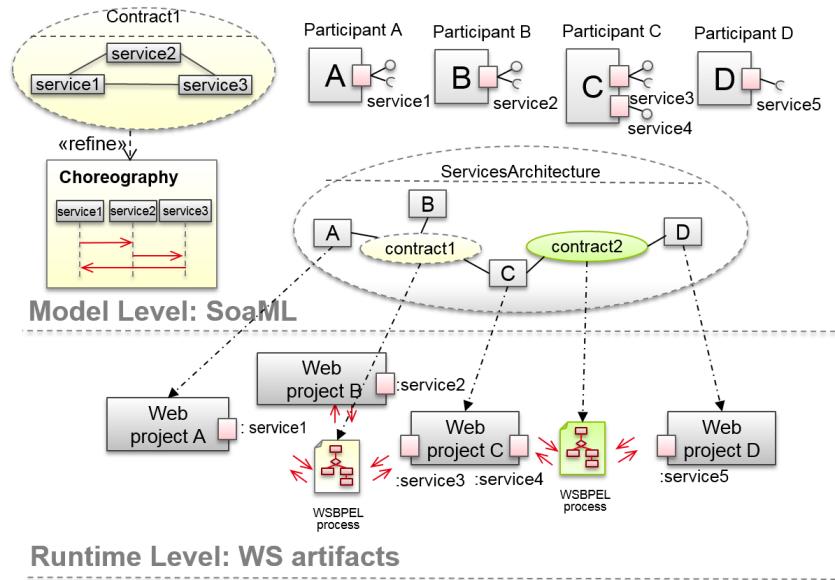 Contract1
service2
service1
service3
«refine»
Choreography
service1
service2
service3
Participant A
Participant B
Participant C
Participant D
A
B
C
D
service1
service2
service3
service4
service5
ServicesArchitecture
B
A
D
contract1
contract2
C
Model Level: SoaML
Web
project A
: service1
Web
project B
:service2
Web
project C
:service3
:service4
Web
project D
:service5
WSBPEL
process
WSBPEL
process
Runtime Level: WS artifacts